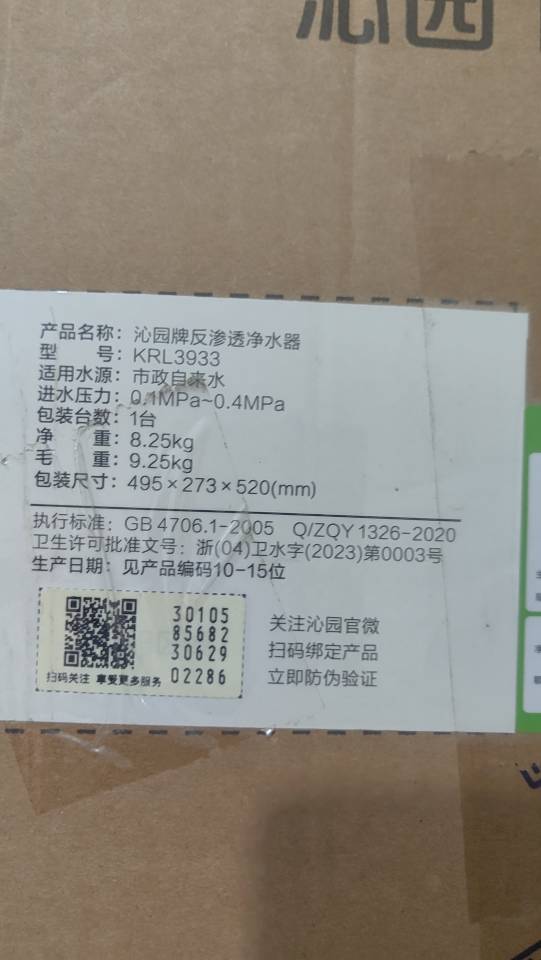 沁园
产品名称：沁园牌反渗透净水器
型 号：KRL3933
适用水源：市政自来水
进水压力：0.1MPa~0.4MPa
包装台数：1台
净 重：8.25kg
毛 重：9.25kg
包装尺寸：495×273×520(mm)
执行标准：GB 4706.1-2005 Q/ZQY 1326-2020
卫生许可批准文号：浙(04)卫水字(2023)第0003号
生产日期：见产品编码10-15位
30105
85682
30629
02286
扫码关注 享受更多服务
关注沁园官微
扫码绑定产品
立即防伪验证